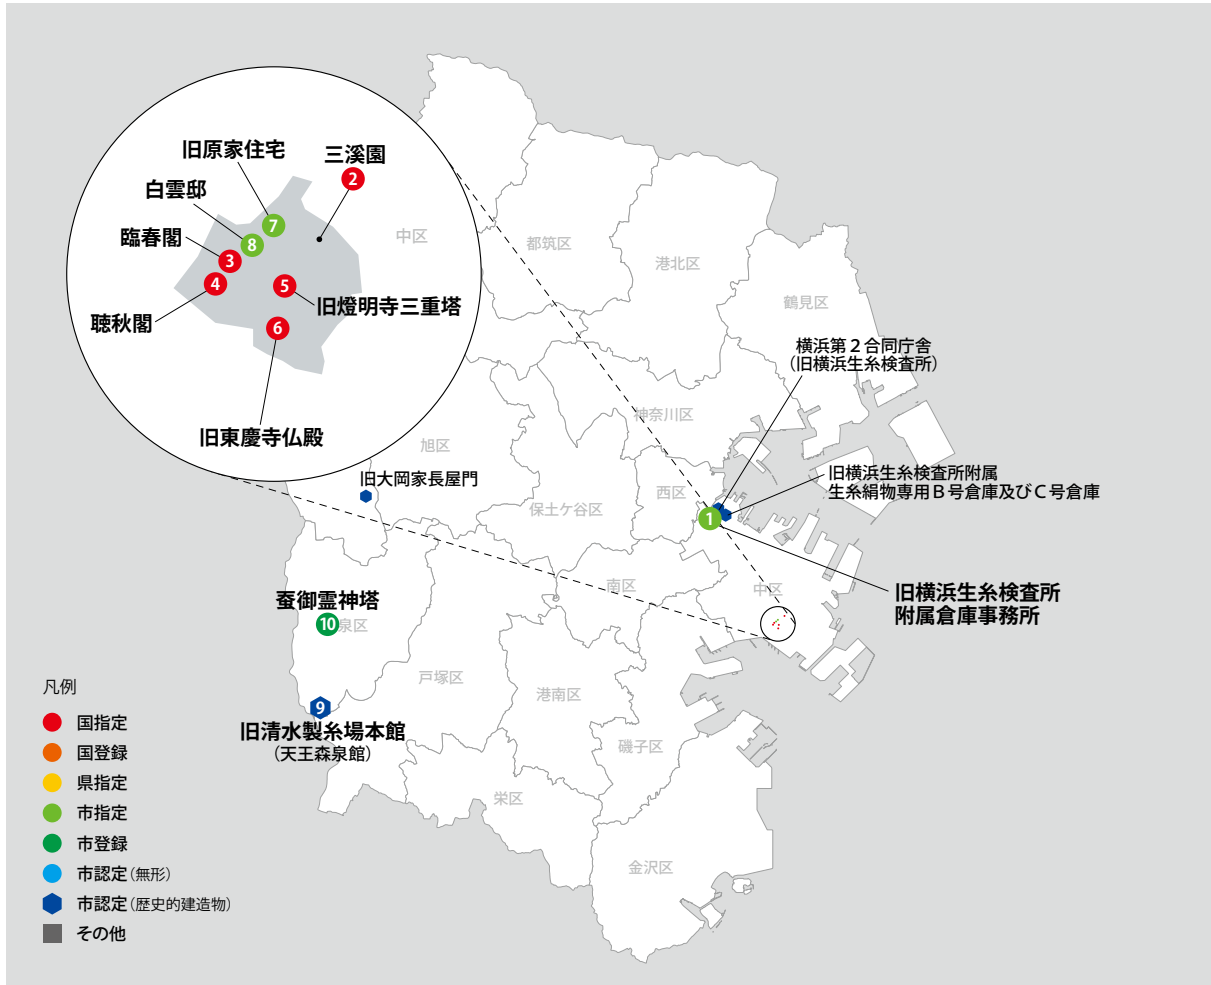 旧原家住宅
三溪園
2
白雲邸
7
臨春閣
8
3
4
5
聴秋閣
旧燈明寺三重塔
6
旧東慶寺仏殿
中区
都筑区
港北区
鶴見区
横浜第２合同庁舎
（旧横浜生糸検査所）
神奈川区
旭区
旧大岡家長屋門
保土ケ谷区
西区
旧横浜生糸検査所附属
生糸絹物専用Ｂ号倉庫及びＣ号倉庫
1
南区
中区
旧横浜生糸検査所
附属倉庫事務所
蚕御霊神塔
10
泉区
戸塚区
港南区
9
旧清水製糸場本館
（天王森泉館）
磯子区
栄区
金沢区
凡例
国指定
国登録
県指定
市指定
市登録
市認定（無形）
市認定（歴史的建造物）
その他